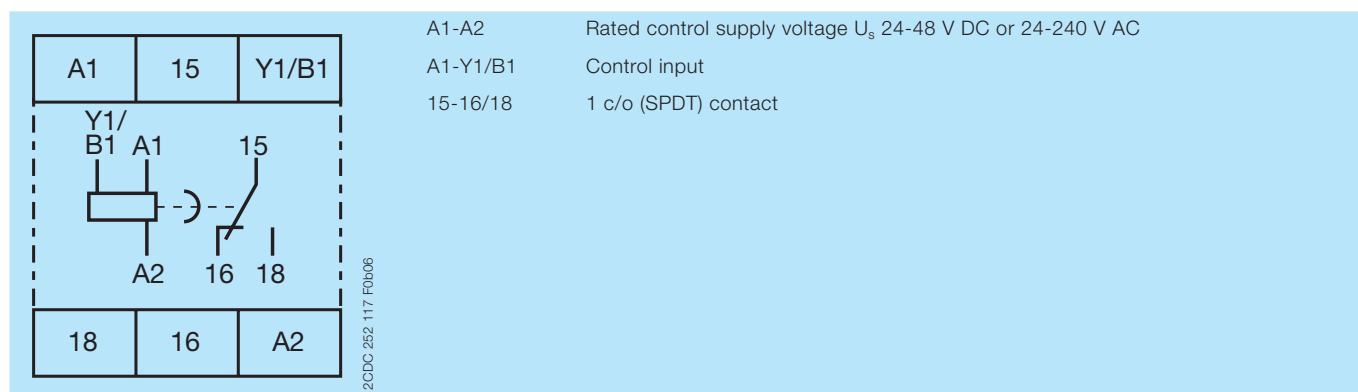 A1 15 Y1/B1
Y1/
B1 A1 15
A2 16 18
18 16 A2
2CDC 252 117 F0b06
A1-A2 Rated control supply voltage Us 24-48 V DC or 24-240 V AC
A1-Y1/B1 Control input
15-16/18 1 c/o (SPDT) contact